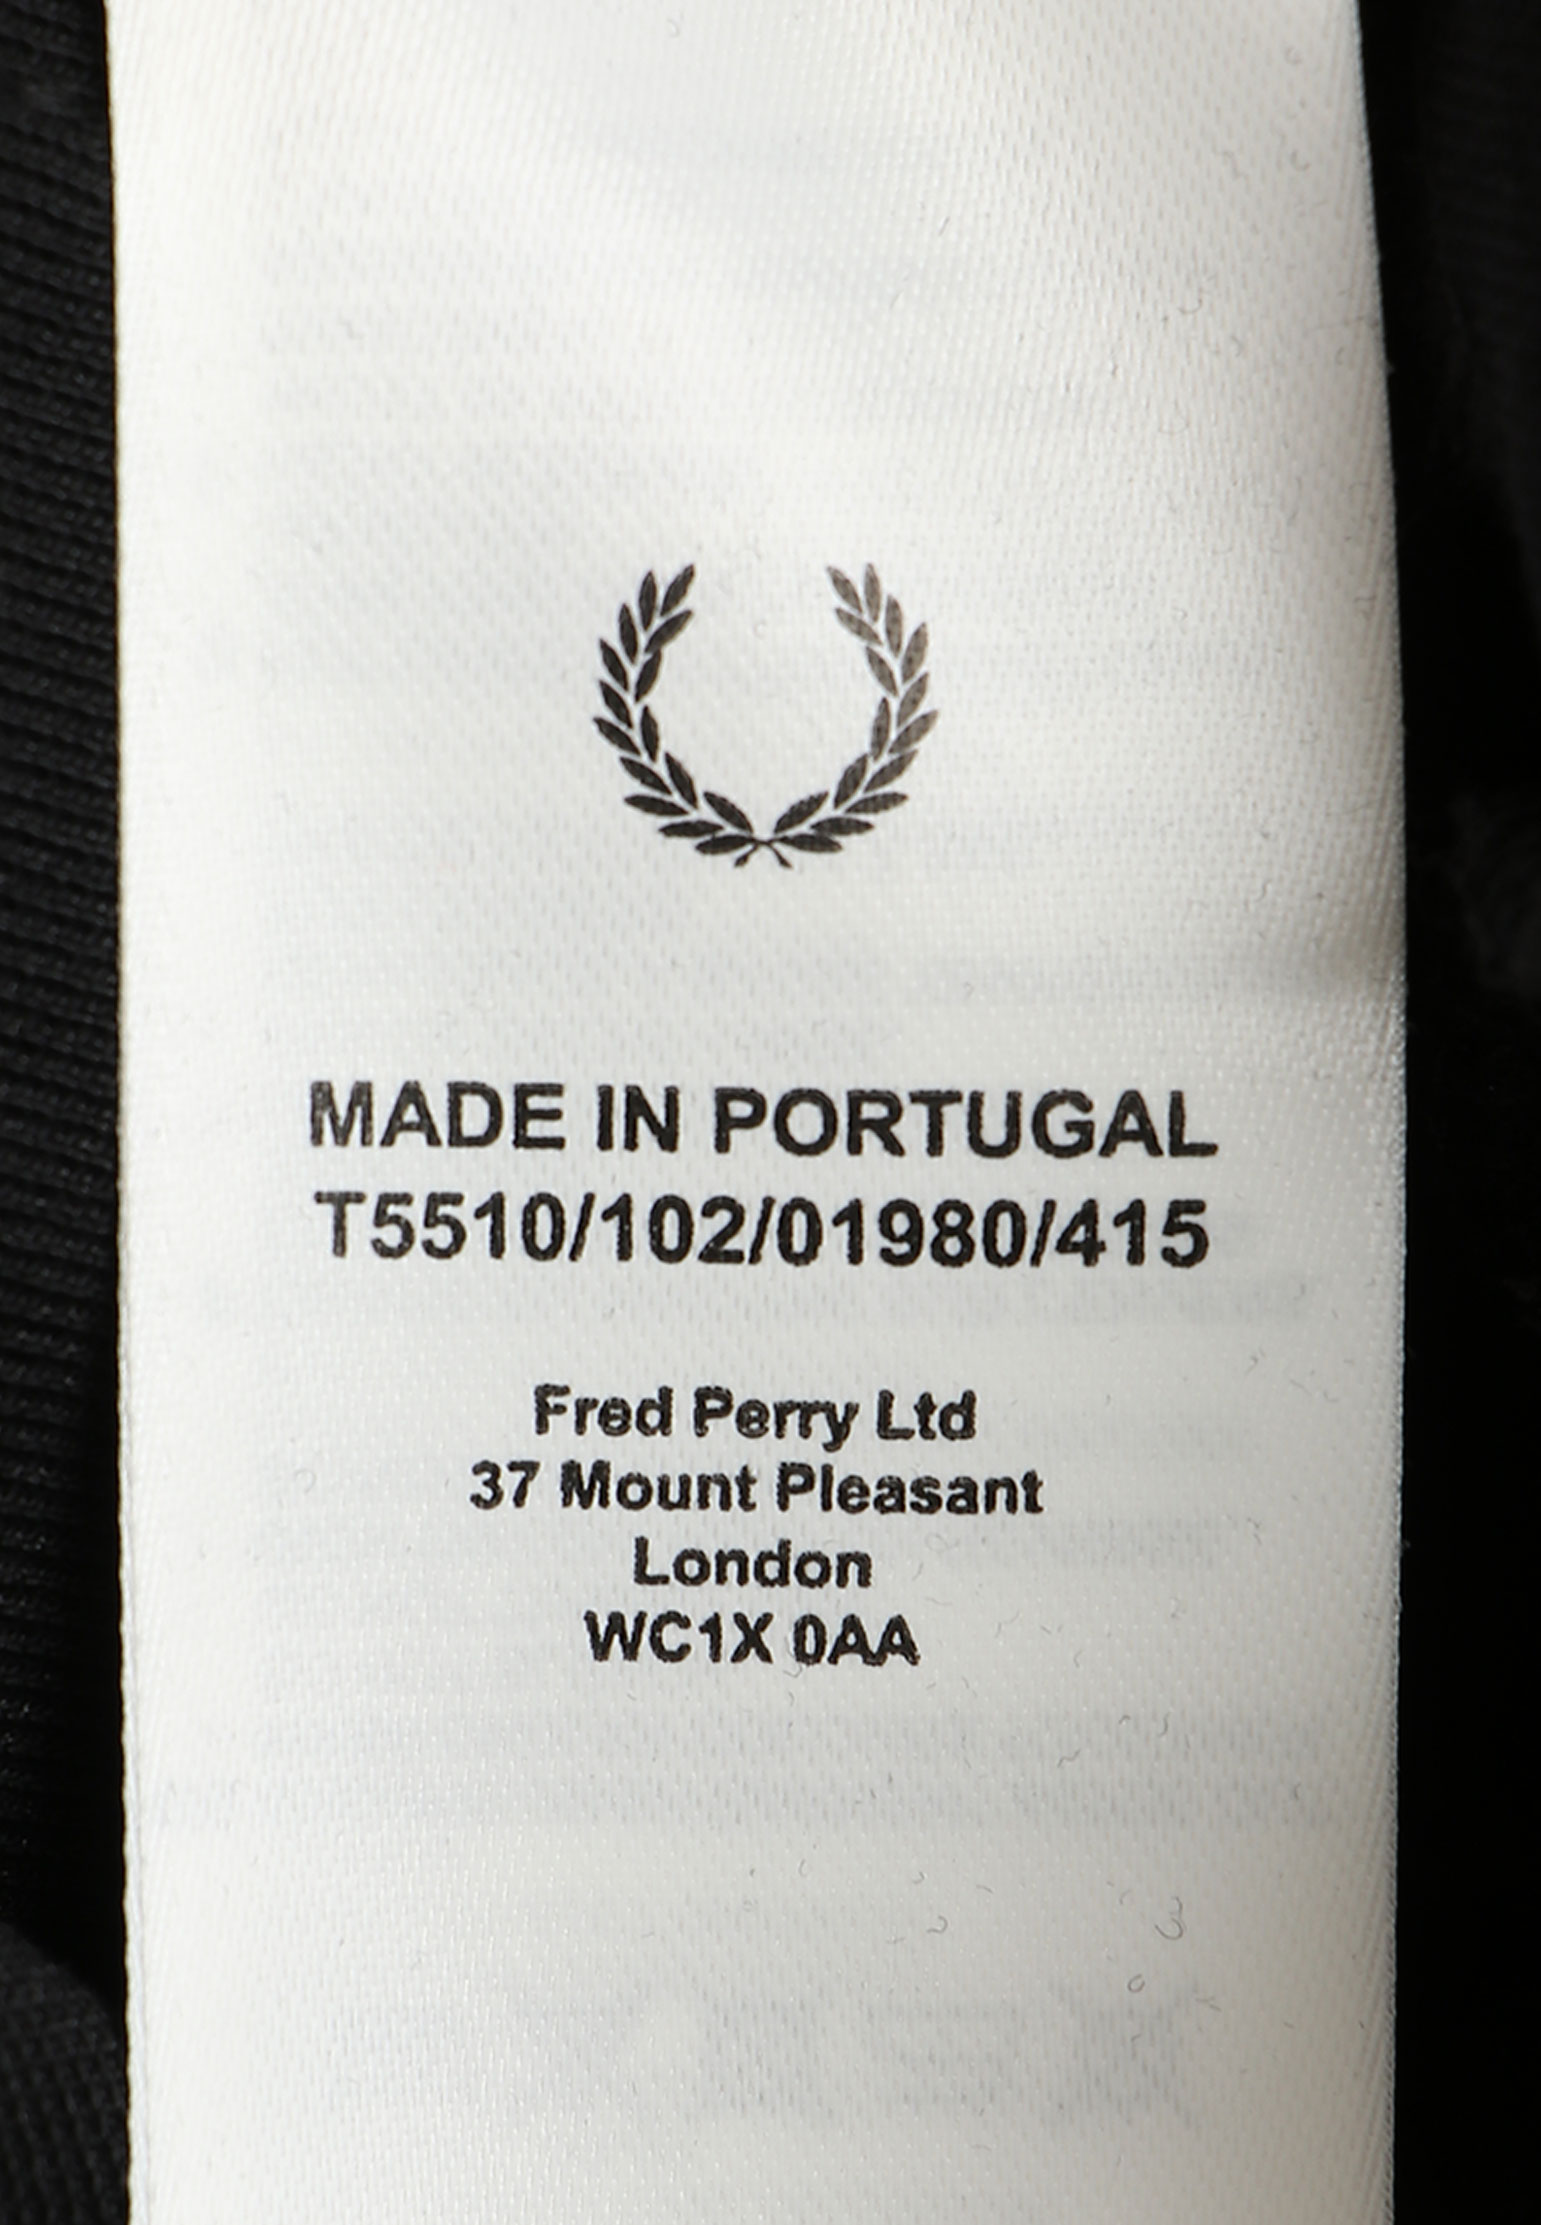 MADE IN PORTUGAL
T5510/102/01980/415
Fred Perry Ltd
37 Mount Pleasant
London
WC1X 0AA